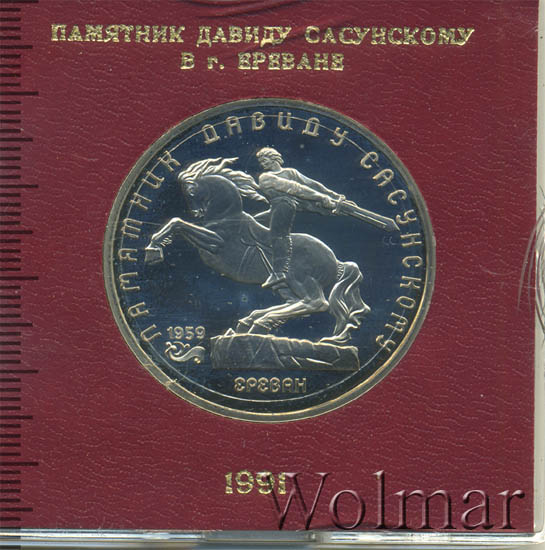 ПАМЯТНИК ДАВИДУ САСУНСКОМУ
В г. ЕРЕВАНЕ
ПАМЯТНИК ДАВИДУ САСУНСКОМУ
1959
ЕРЕВАН
1991
Wolmar